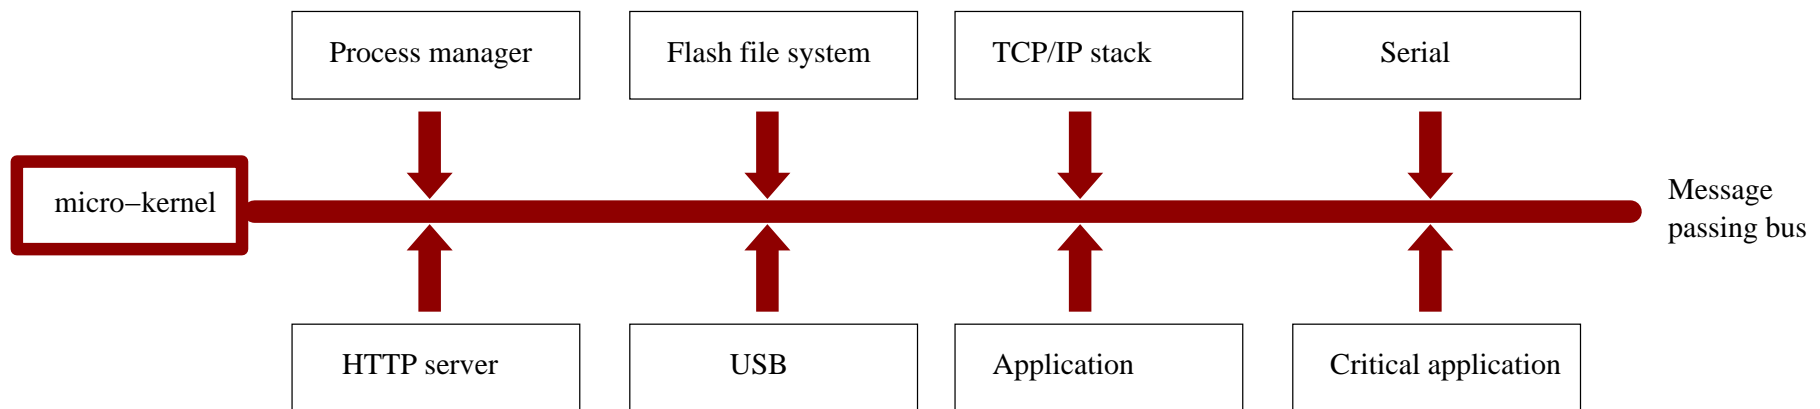 Process manager
Flash file system
TCP/IP stack
Serial
micro−kernel
Message
passing bus
HTTP server
USB
Application
Critical application